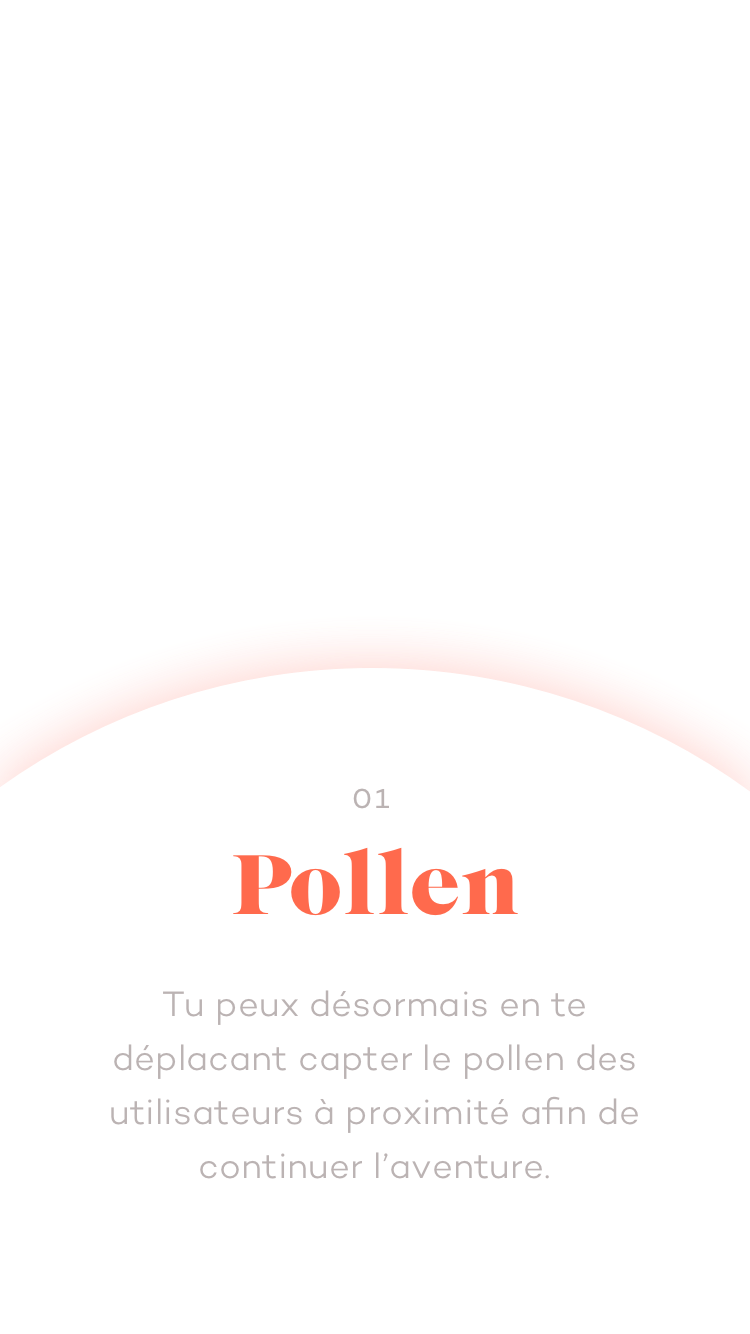 01
Pollen
Tu peux désormais en te
déplacant capter le pollen des
utilisateurs à proximité afin de
continuer l’aventure.